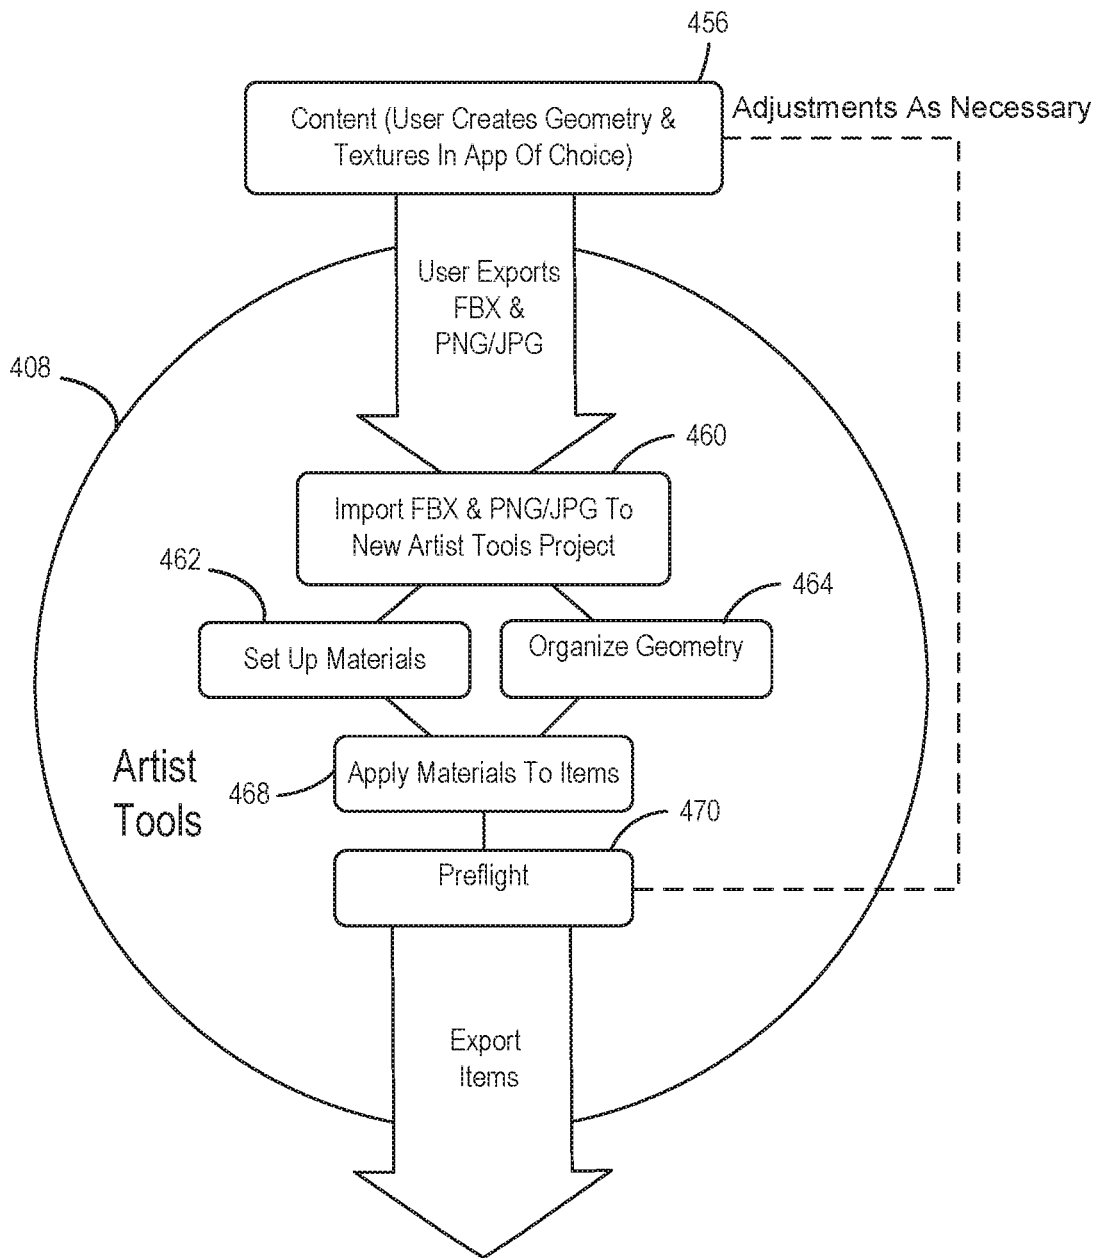 456
Content (User Creates Geometry &
Textures In App Of Choice)
Adjustments As Necessary
User Exports
FBX &
PNG/JPG
408
460
Import FBX & PNG/JPG To
New Artist Tools Project
462
464
Set Up Materials
Organize Geometry
Artist
Tools
468
Apply Materials To Items
470
Preflight
Export
Items